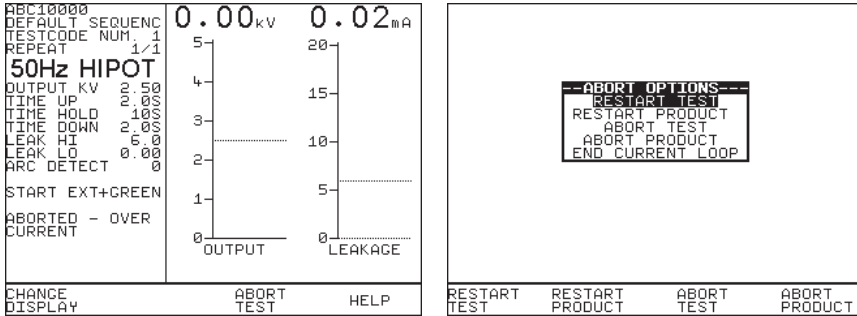 ABC10000
DEFAULT SEQUENC
TESTCODE NUM. 1
REPEAT 1/1
50Hz HIPOT
OUTPUT KV 2.50
TIME UP 2.0S
TIME HOLD 10S
TIME DOWN 2.0S
LEAK HI 6.0
LEAK LO 0.00
ARC DETECT 0
START EXT+GREEN
ABORTED - OVER
CURRENT
0.00kV 0.02mA
5 20
4
15
3
10
2
5
1
0 0
OUTPUT LEAKAGE
CHANGE
DISPLAY
ABORT
TEST
HELP
--ABORT OPTIONS---
RESTART TEST
RESTART PRODUCT
ABORT TEST
ABORT PRODUCT
END CURRENT LOOP
RESTART
TEST
RESTART
PRODUCT
ABORT
TEST
ABORT
PRODUCT